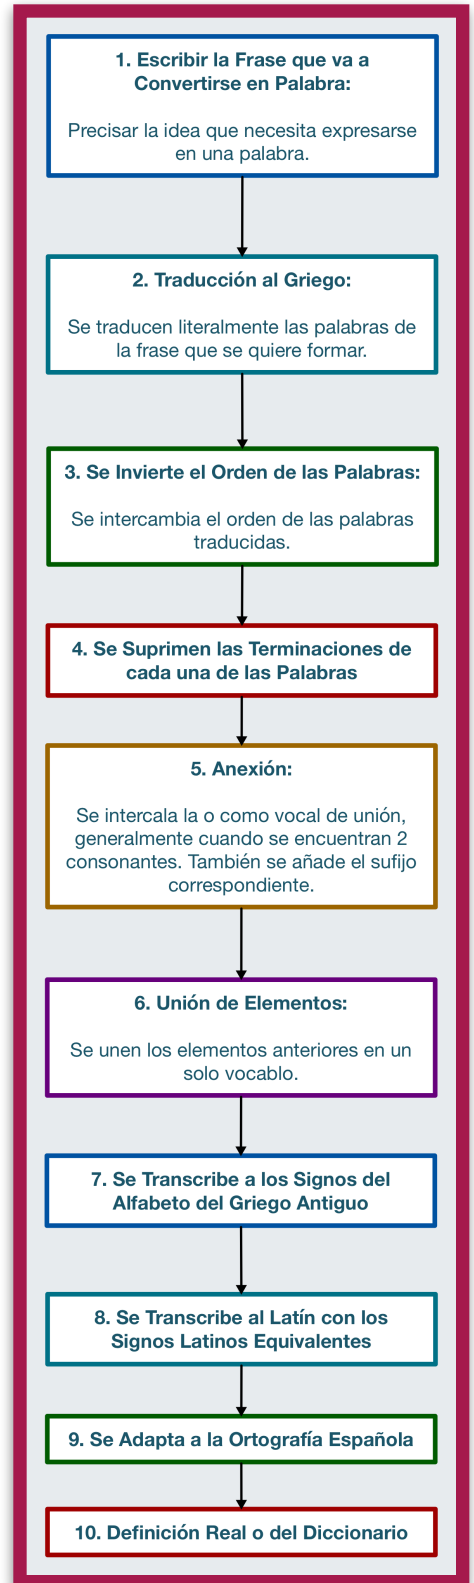 1. Escribir la Frase que va a
Convertirse en Palabra:
Precisar la idea que necesita expresarse
en una palabra.
2. Traducción al Griego:
Se traducen literalmente las palabras de
la frase que se quiere formar.
3. Se Invierte el Orden de las Palabras:
Se intercambia el orden de las palabras
traducidas.
4. Se Suprimen las Terminaciones de
cada una de las Palabras
5. Anexión:
Se intercala la o como vocal de unión,
generalmente cuando se encuentran 2
consonantes. También se añade el sufijo
correspondiente.
6. Unión de Elementos:
Se unen los elementos anteriores en un
solo vocablo.
7. Se Transcribe a los Signos del
Alfabeto del Griego Antiguo
8. Se Transcribe al Latín con los
Signos Latinos Equivalentes
9. Se Adapta a la Ortografía Española
10. Definición Real o del Diccionario